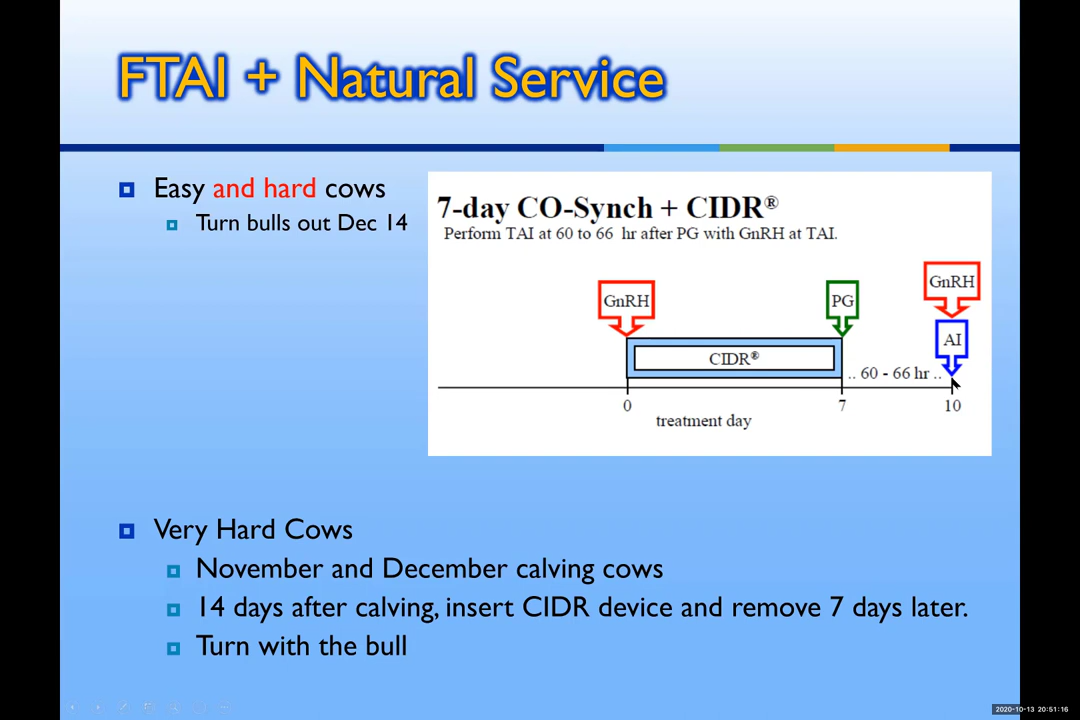 FTAI + Natural Service
Easy and hard cows
Turn bulls out Dec 14
7-day CO-Synch + CIDR®
Perform TAI at 60 to 66 hr after PG with GnRH at TAI.
GnRH
PG
GnRH
AI
CIDR®
.. 60 - 66 hr ..
0
7
10
treatment day
Very Hard Cows
November and December calving cows
14 days after calving, insert CIDR device and remove 7 days later.
Turn with the bull
2020-10-13 20:51:16